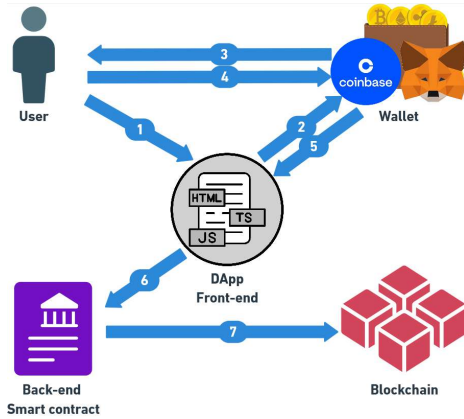 3
4
coinbase
User
Wallet
1
2
5
HTML
TS
JS
DApp
Front-end
6
7
Back-end
Smart contract
Blockchain